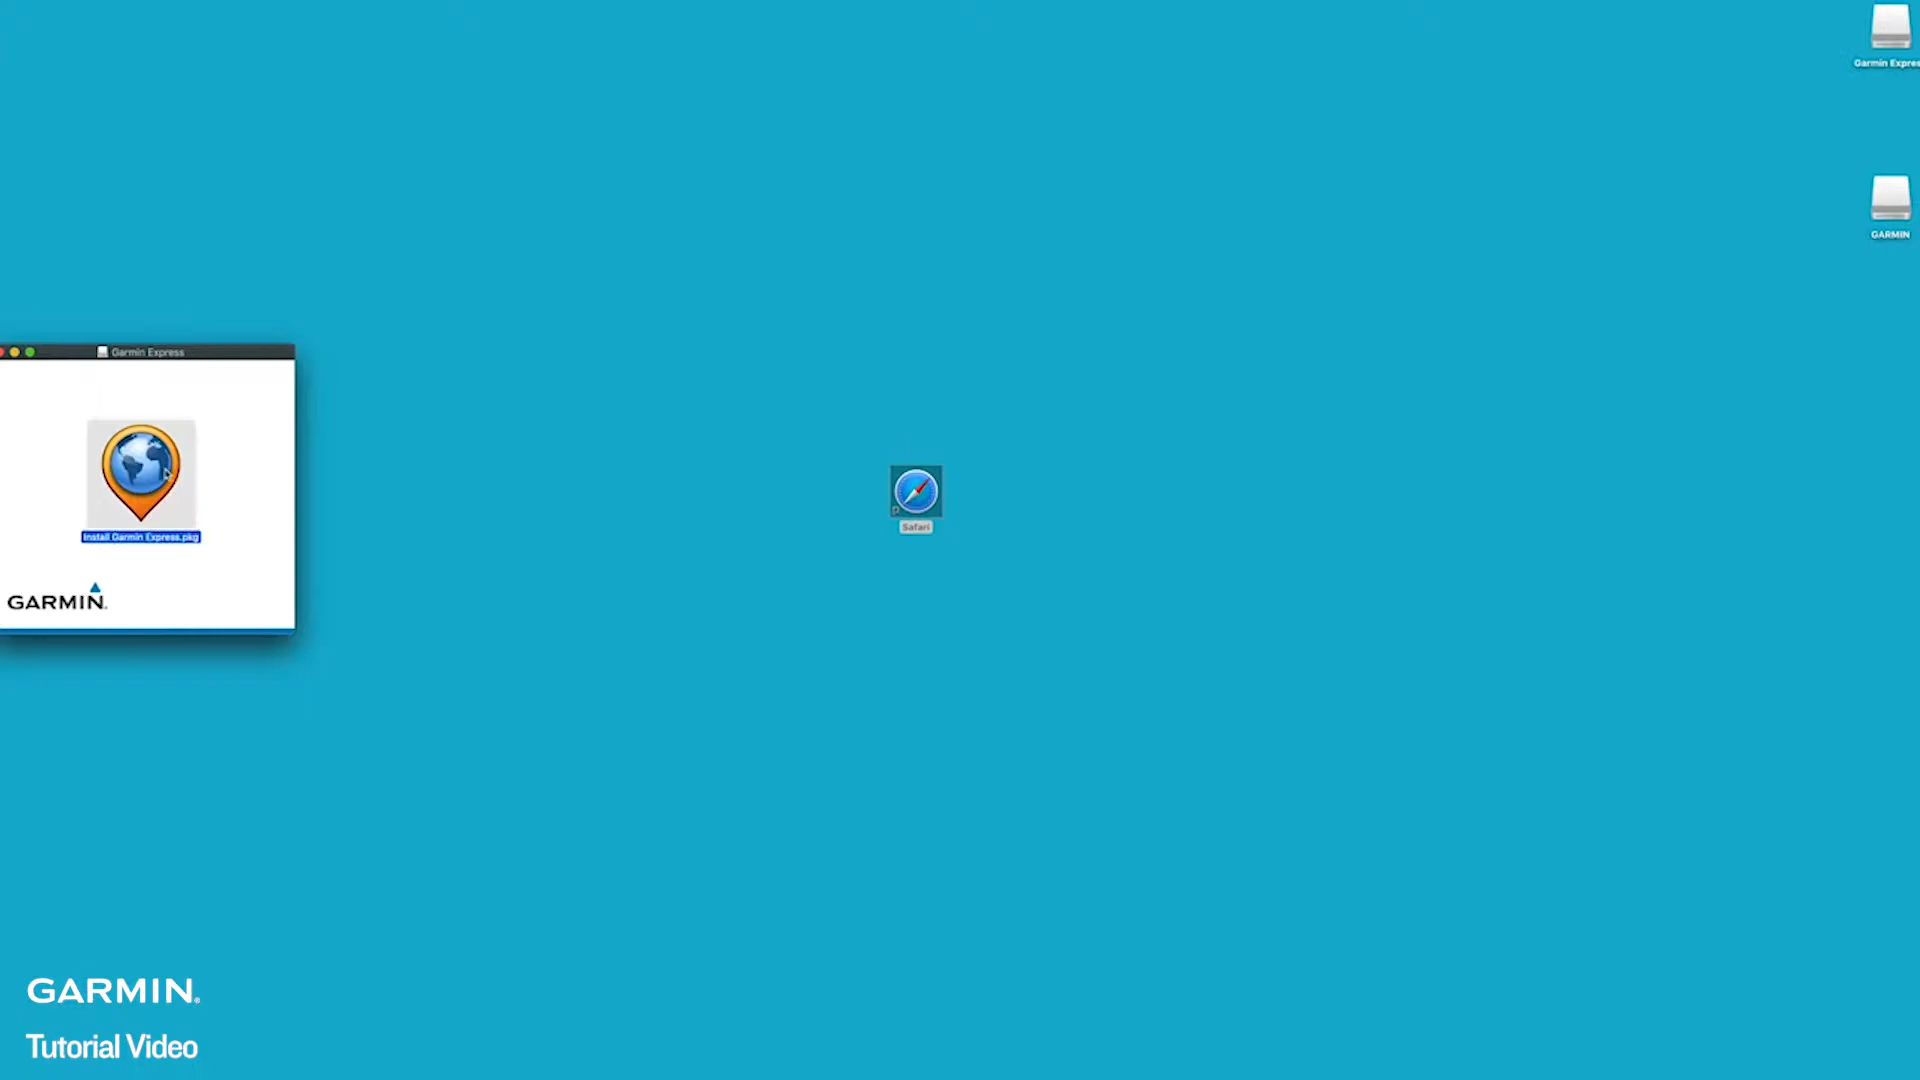 Garmin Expres
GARMIN
Garmin Express
Install Garmin Express.pkg
GARMIN.
Safari
GARMIN.
Tutorial Video